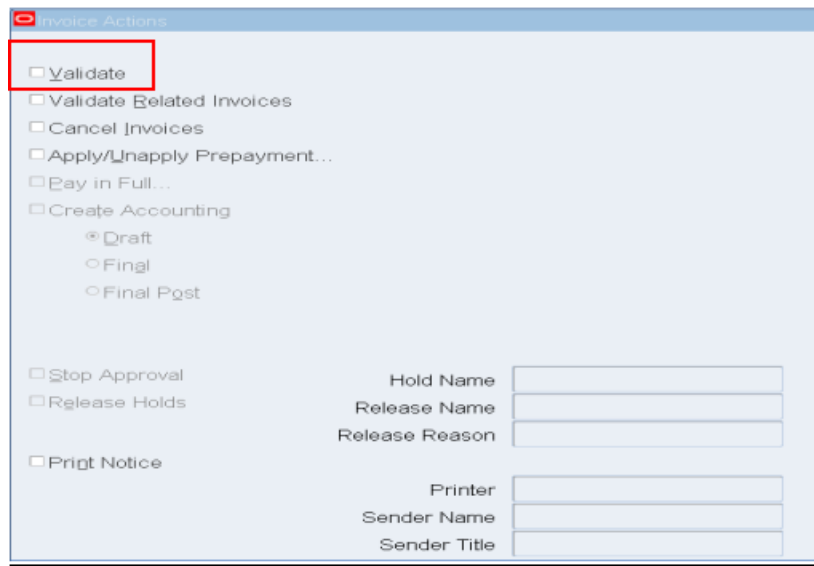 Invoice Actions
Validate
Validate Related Invoices
Cancel Invoices
Apply/Unapply Prepayment...
Pay in Full...
Create Accounting
Draft
Final
Final Post
Stop Approval
Hold Name
Release Holds
Release Name
Release Reason
Print Notice
Printer
Sender Name
Sender Title